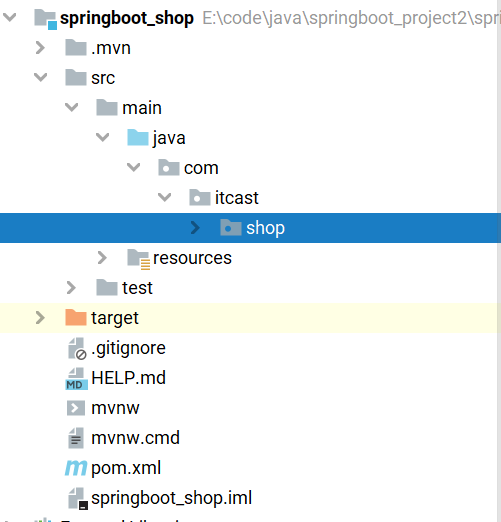 springboot_shop E:\code\java\springboot_project2\spri
.mvn
src
main
java
com
itcast
shop
resources
test
target
.gitignore
MD HELP.md
mvnw
mvnw.cmd
m pom.xml
springboot_shop.iml